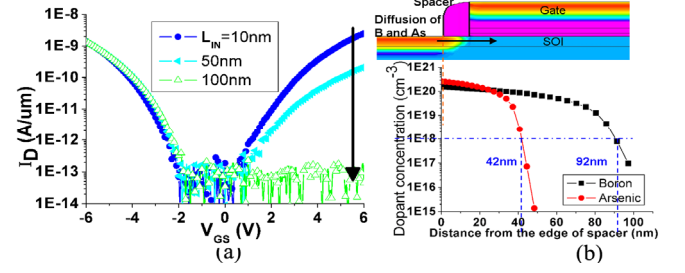 (a)
1E-8
1E-9
1E-10
1E-11
1E-12
1E-13
1E-14
I_D (A/um)
L_IN=10nm
50nm
100nm
-6 -4 -2 0 2 4 6
V_GS (V)
(a)
Spacer
Gate
Diffusion of
B and As
SOI
Dopant concentration (cm⁻³)
1E21
1E20
1E19
1E18
1E17
1E16
1E15
42nm
92nm
Boron
Arsenic
0 20 40 60 80 100
Distance from the edge of spacer (nm)
(b)